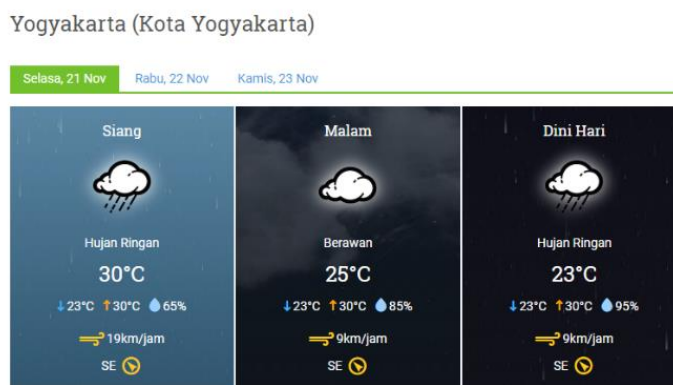 Yogyakarta (Kota Yogyakarta)
Selasa, 21 Nov
Rabu, 22 Nov
Kamis, 23 Nov
Siang
Hujan Ringan
30°C
↓23°C ↑30°C 65%
19km/jam
SE
Malam
Berawan
25°C
↓23°C ↑30°C 85%
9km/jam
SE
Dini Hari
Hujan Ringan
23°C
↓23°C ↑30°C 95%
9km/jam
SE